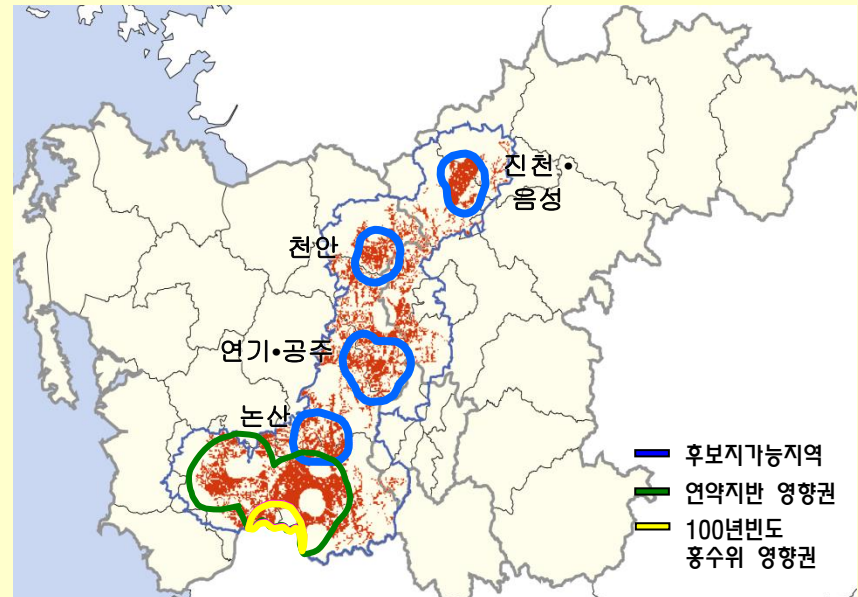 진천 •
음성
천안
연기•공주
논산
후보지가능지역
연약지반 영향권
100년빈도
홍수위 영향권